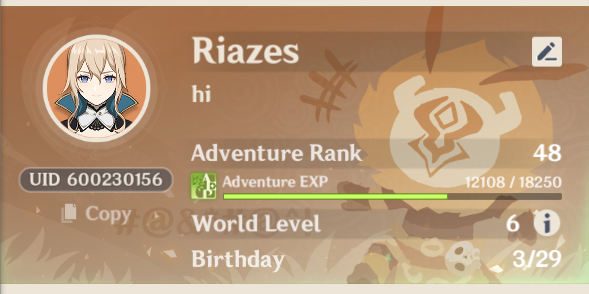 Riazes
hi
Adventure Rank 48
Adventure EXP 12108 / 18250
UID 600230156
Copy
World Level 6
Birthday 3/29